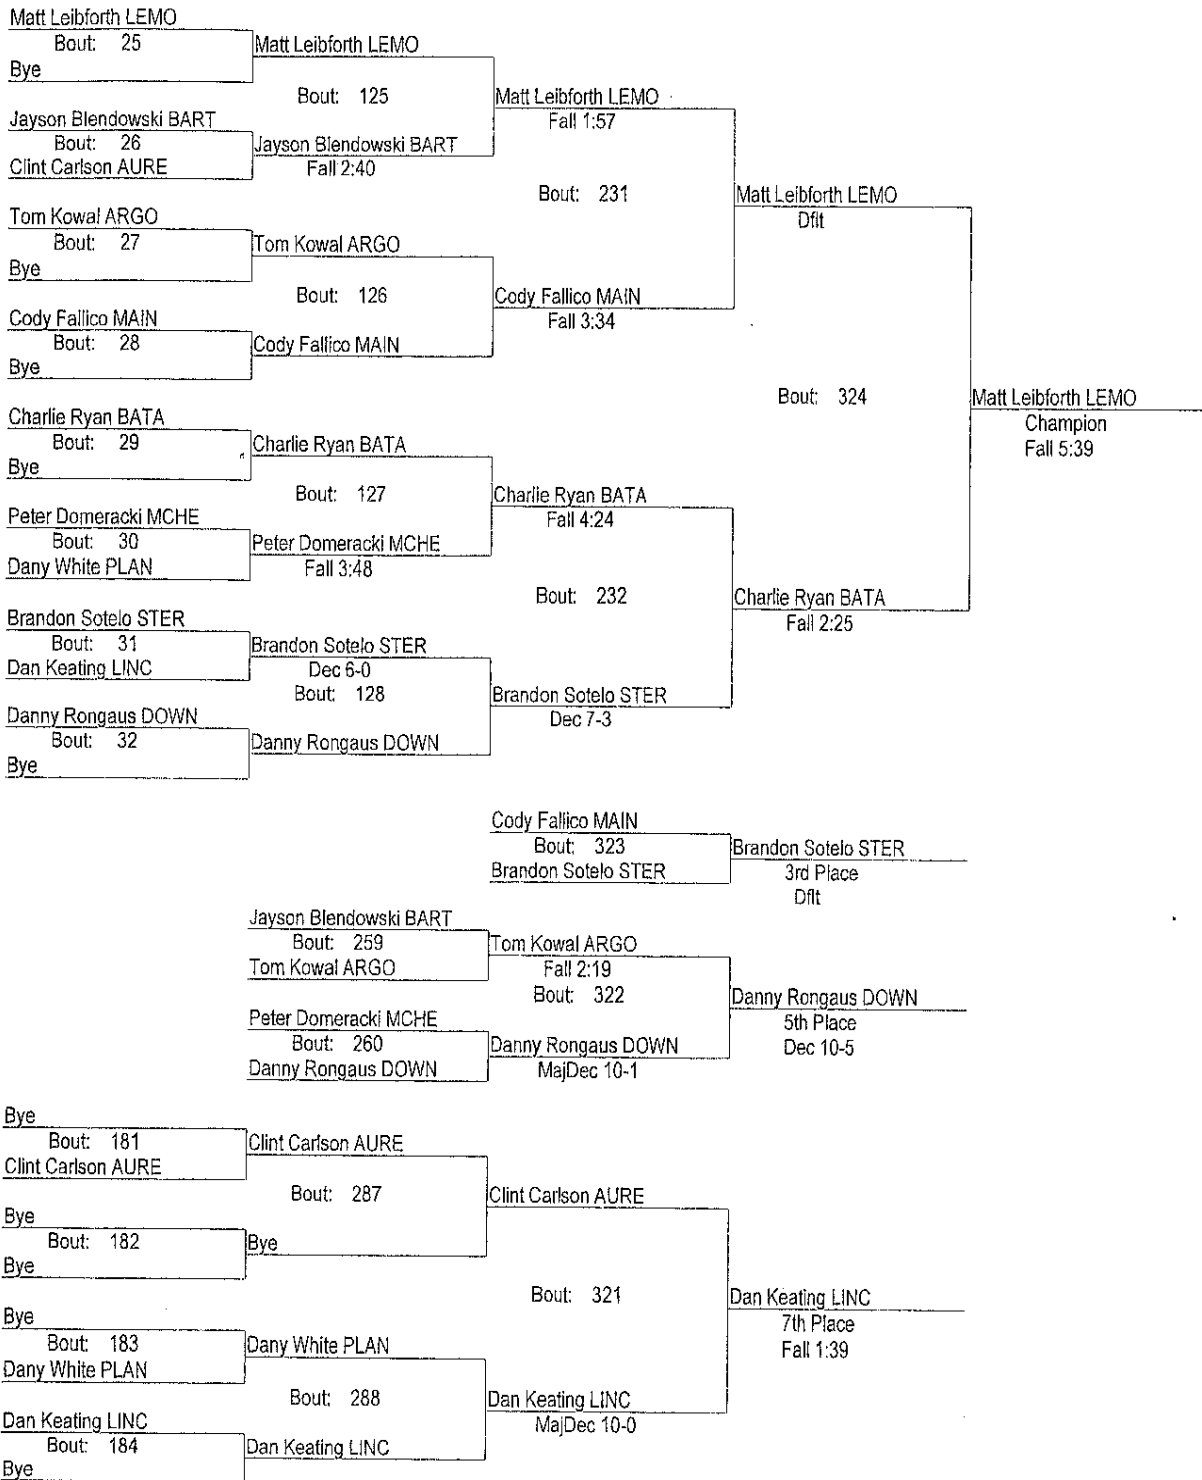 Matt Leibforth LEMO
Bout: 25
Bye
Matt Leibforth LEMO
Bout: 125
Jayson Blendowski BART
Bout: 26
Clint Carlson AURE
Jayson Blendowski BART
Fall 2:40
Matt Leibforth LEMO
Fall 1:57
Bout: 231
Tom Kowal ARGO
Bout: 27
Bye
Tom Kowal ARGO
Bout: 126
Cody Fallico MAIN
Bout: 28
Bye
Cody Fallico MAIN
Cody Fallico MAIN
Fall 3:34
Matt Leibforth LEMO
Dflt
Bout: 324
Matt Leibforth LEMO
Champion
Fall 5:39
Charlie Ryan BATA
Bout: 29
Bye
Charlie Ryan BATA
Bout: 127
Peter Domeracki MCHE
Bout: 30
Dany White PLAN
Peter Domeracki MCHE
Fall 3:48
Charlie Ryan BATA
Fall 4:24
Bout: 232
Charlie Ryan BATA
Fall 2:25
Brandon Sotelo STER
Bout: 31
Dan Keating LINC
Brandon Sotelo STER
Dec 6-0
Bout: 128
Danny Rongaus DOWN
Bout: 32
Bye
Danny Rongaus DOWN
Brandon Sotelo STER
Dec 7-3
Cody Fallico MAIN
Bout: 323
Brandon Sotelo STER
Brandon Sotelo STER
3rd Place
Dflt
Jayson Blendowski BART
Bout: 259
Tom Kowal ARGO
Tom Kowal ARGO
Fall 2:19
Bout: 322
Peter Domeracki MCHE
Bout: 260
Danny Rongaus DOWN
Danny Rongaus DOWN
MajDec 10-1
Danny Rongaus DOWN
5th Place
Dec 10-5
Bye
Bout: 181
Clint Carlson AURE
Clint Carlson AURE
Bout: 287
Bye
Bout: 182
Bye
Bye
Clint Carlson AURE
Bout: 321
Bye
Bout: 183
Dany White PLAN
Dany White PLAN
Bout: 288
Dan Keating LINC
Bout: 184
Bye
Dan Keating LINC
Dan Keating LINC
MajDec 10-0
Dan Keating LINC
7th Place
Fall 1:39